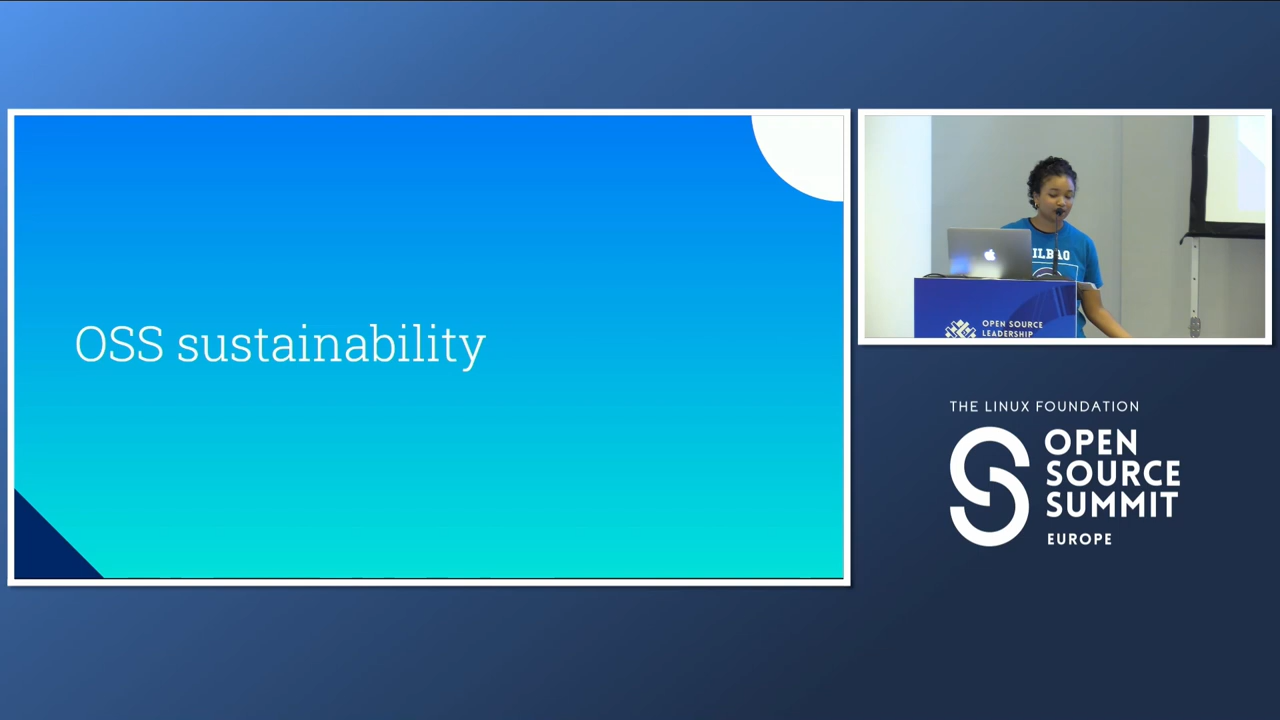 OSS sustainability
ILBAO
OPEN SOURCE
LEADERSHIP
THE LINUX FOUNDATION
OPEN
SOURCE
SUMMIT
EUROPE